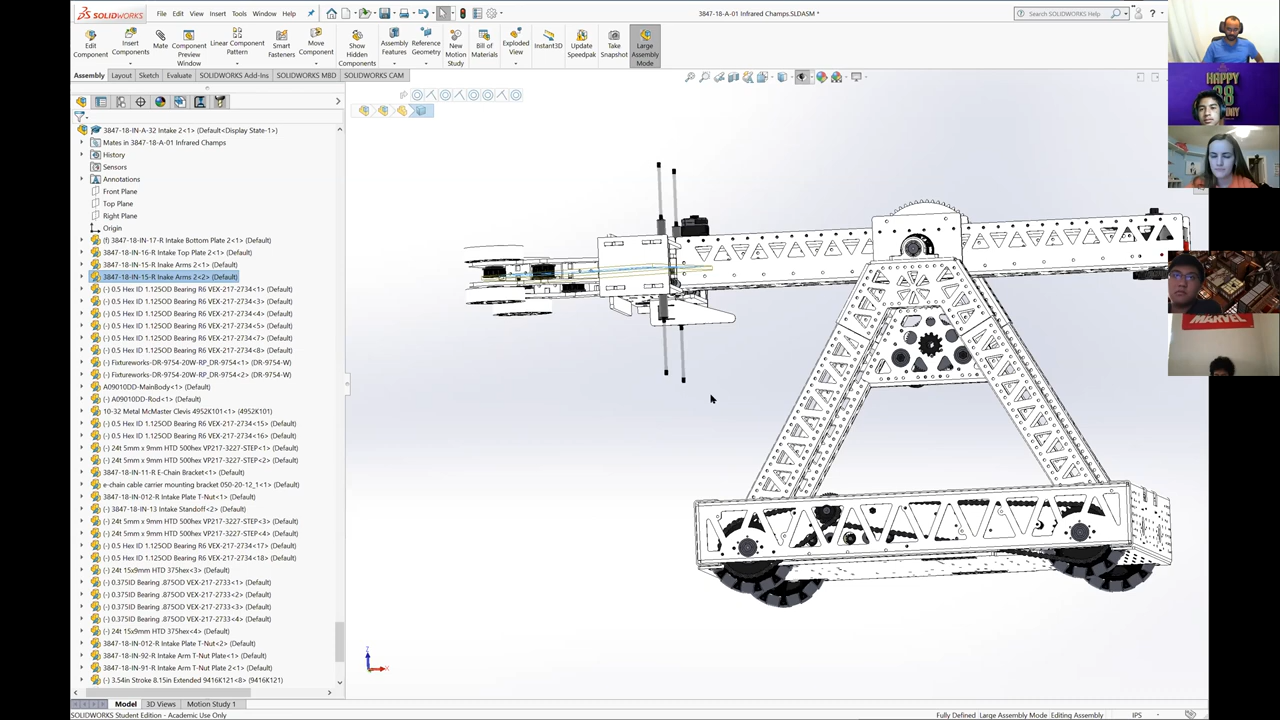 SOLIDWORKS
File Edit View Insert Tools Window Help
3847-18-A-01 Infrared Champs.SLDASM *
Search SOLIDWORKS Help
Edit Component
Insert Components
Mate
Component Preview Window
Linear Component Pattern
Smart Fasteners
Move Component
Show Hidden Components
Assembly Features
Reference Geometry
New Motion Study
Bill of Materials
Exploded View
Instant3D
Update Speedpak
Take Snapshot
Large Assembly Mode
Assembly Layout Sketch Evaluate SOLIDWORKS Add-Ins SOLIDWORKS MBD SOLIDWORKS CAM
3847-18-IN-A-32 Intake 2<1> (Default<Display State-1>)
Mates in 3847-18-A-01 Infrared Champs
History
Sensors
Annotations
Front Plane
Top Plane
Right Plane
Origin
(f) 3847-18-IN-17-R Intake Bottom Plate 2<1> (Default)
3847-18-IN-16-R Intake Top Plate 2<1> (Default)
3847-18-IN-15-R Inake Arms 2<1> (Default)
3847-18-IN-15-R Inake Arms 2<2> (Default)
(-) 0.5 Hex ID 1.125OD Bearing R6 VEX-217-2734<1> (Default)
(-) 0.5 Hex ID 1.125OD Bearing R6 VEX-217-2734<3> (Default)
(-) 0.5 Hex ID 1.125OD Bearing R6 VEX-217-2734<4> (Default)
(-) 0.5 Hex ID 1.125OD Bearing R6 VEX-217-2734<5> (Default)
(-) 0.5 Hex ID 1.125OD Bearing R6 VEX-217-2734<7> (Default)
(-) 0.5 Hex ID 1.125OD Bearing R6 VEX-217-2734<8> (Default)
(-) Fixtureworks-DR-9754-20W-RP_DR-9754<1> (DR-9754-W)
(-) Fixtureworks-DR-9754-20W-RP_DR-9754<2> (DR-9754-W)
A09010DD-MainBody<1> (Default)
(-) A09010DD-Rod<1> (Default)
10-32 Metal McMaster Clevis 4952K101<1> (4952K101)
(-) 0.5 Hex ID 1.125OD Bearing R6 VEX-217-2734<15> (Default)
(-) 0.5 Hex ID 1.125OD Bearing R6 VEX-217-2734<16> (Default)
(-) 24t 5mm x 9mm HTD 500hex VP217-3227-STEP<1> (Default)
(-) 24t 5mm x 9mm HTD 500hex VP217-3227-STEP<2> (Default)
3847-18-IN-11-R E-Chain Bracket<1> (Default)
e-chain cable carrier mounting bracket 050-20-12_1<1> (Default)
3847-18-IN-012-R Intake Plate T-Nut<1> (Default)
(-) 3847-18-IN-13 Intake Standoff<2> (Default)
(-) 24t 5mm x 9mm HTD 500hex VP217-3227-STEP<3> (Default)
(-) 24t 5mm x 9mm HTD 500hex VP217-3227-STEP<4> (Default)
(-) 0.5 Hex ID 1.125OD Bearing R6 VEX-217-2734<17> (Default)
(-) 0.5 Hex ID 1.125OD Bearing R6 VEX-217-2734<18> (Default)
(-) 24t 15x9mm HTD 375hex<3> (Default)
(-) 0.375ID Bearing .875OD VEX-217-2733<1> (Default)
(-) 0.375ID Bearing .875OD VEX-217-2733<2> (Default)
(-) 0.375ID Bearing .875OD VEX-217-2733<3> (Default)
(-) 0.375ID Bearing .875OD VEX-217-2733<4> (Default)
(-) 24t 15x9mm HTD 375hex<4> (Default)
3847-18-IN-012-R Intake Plate T-Nut<2> (Default)
3847-18-IN-92-R Intake Arm T-Nut Plate<1> (Default)
3847-18-IN-91-R Intake Arm T-Nut Plate 2<1> (Default)
(-) 3.54in Stroke 8.15in Extended 9416K121<8> (9416K121)
Z
X
HAPPY
DAY
MARVEL
Model 3D Views Motion Study 1
SOLIDWORKS Student Edition - Academic Use Only
Fully Defined Large Assembly Mode Editing Assembly IPS